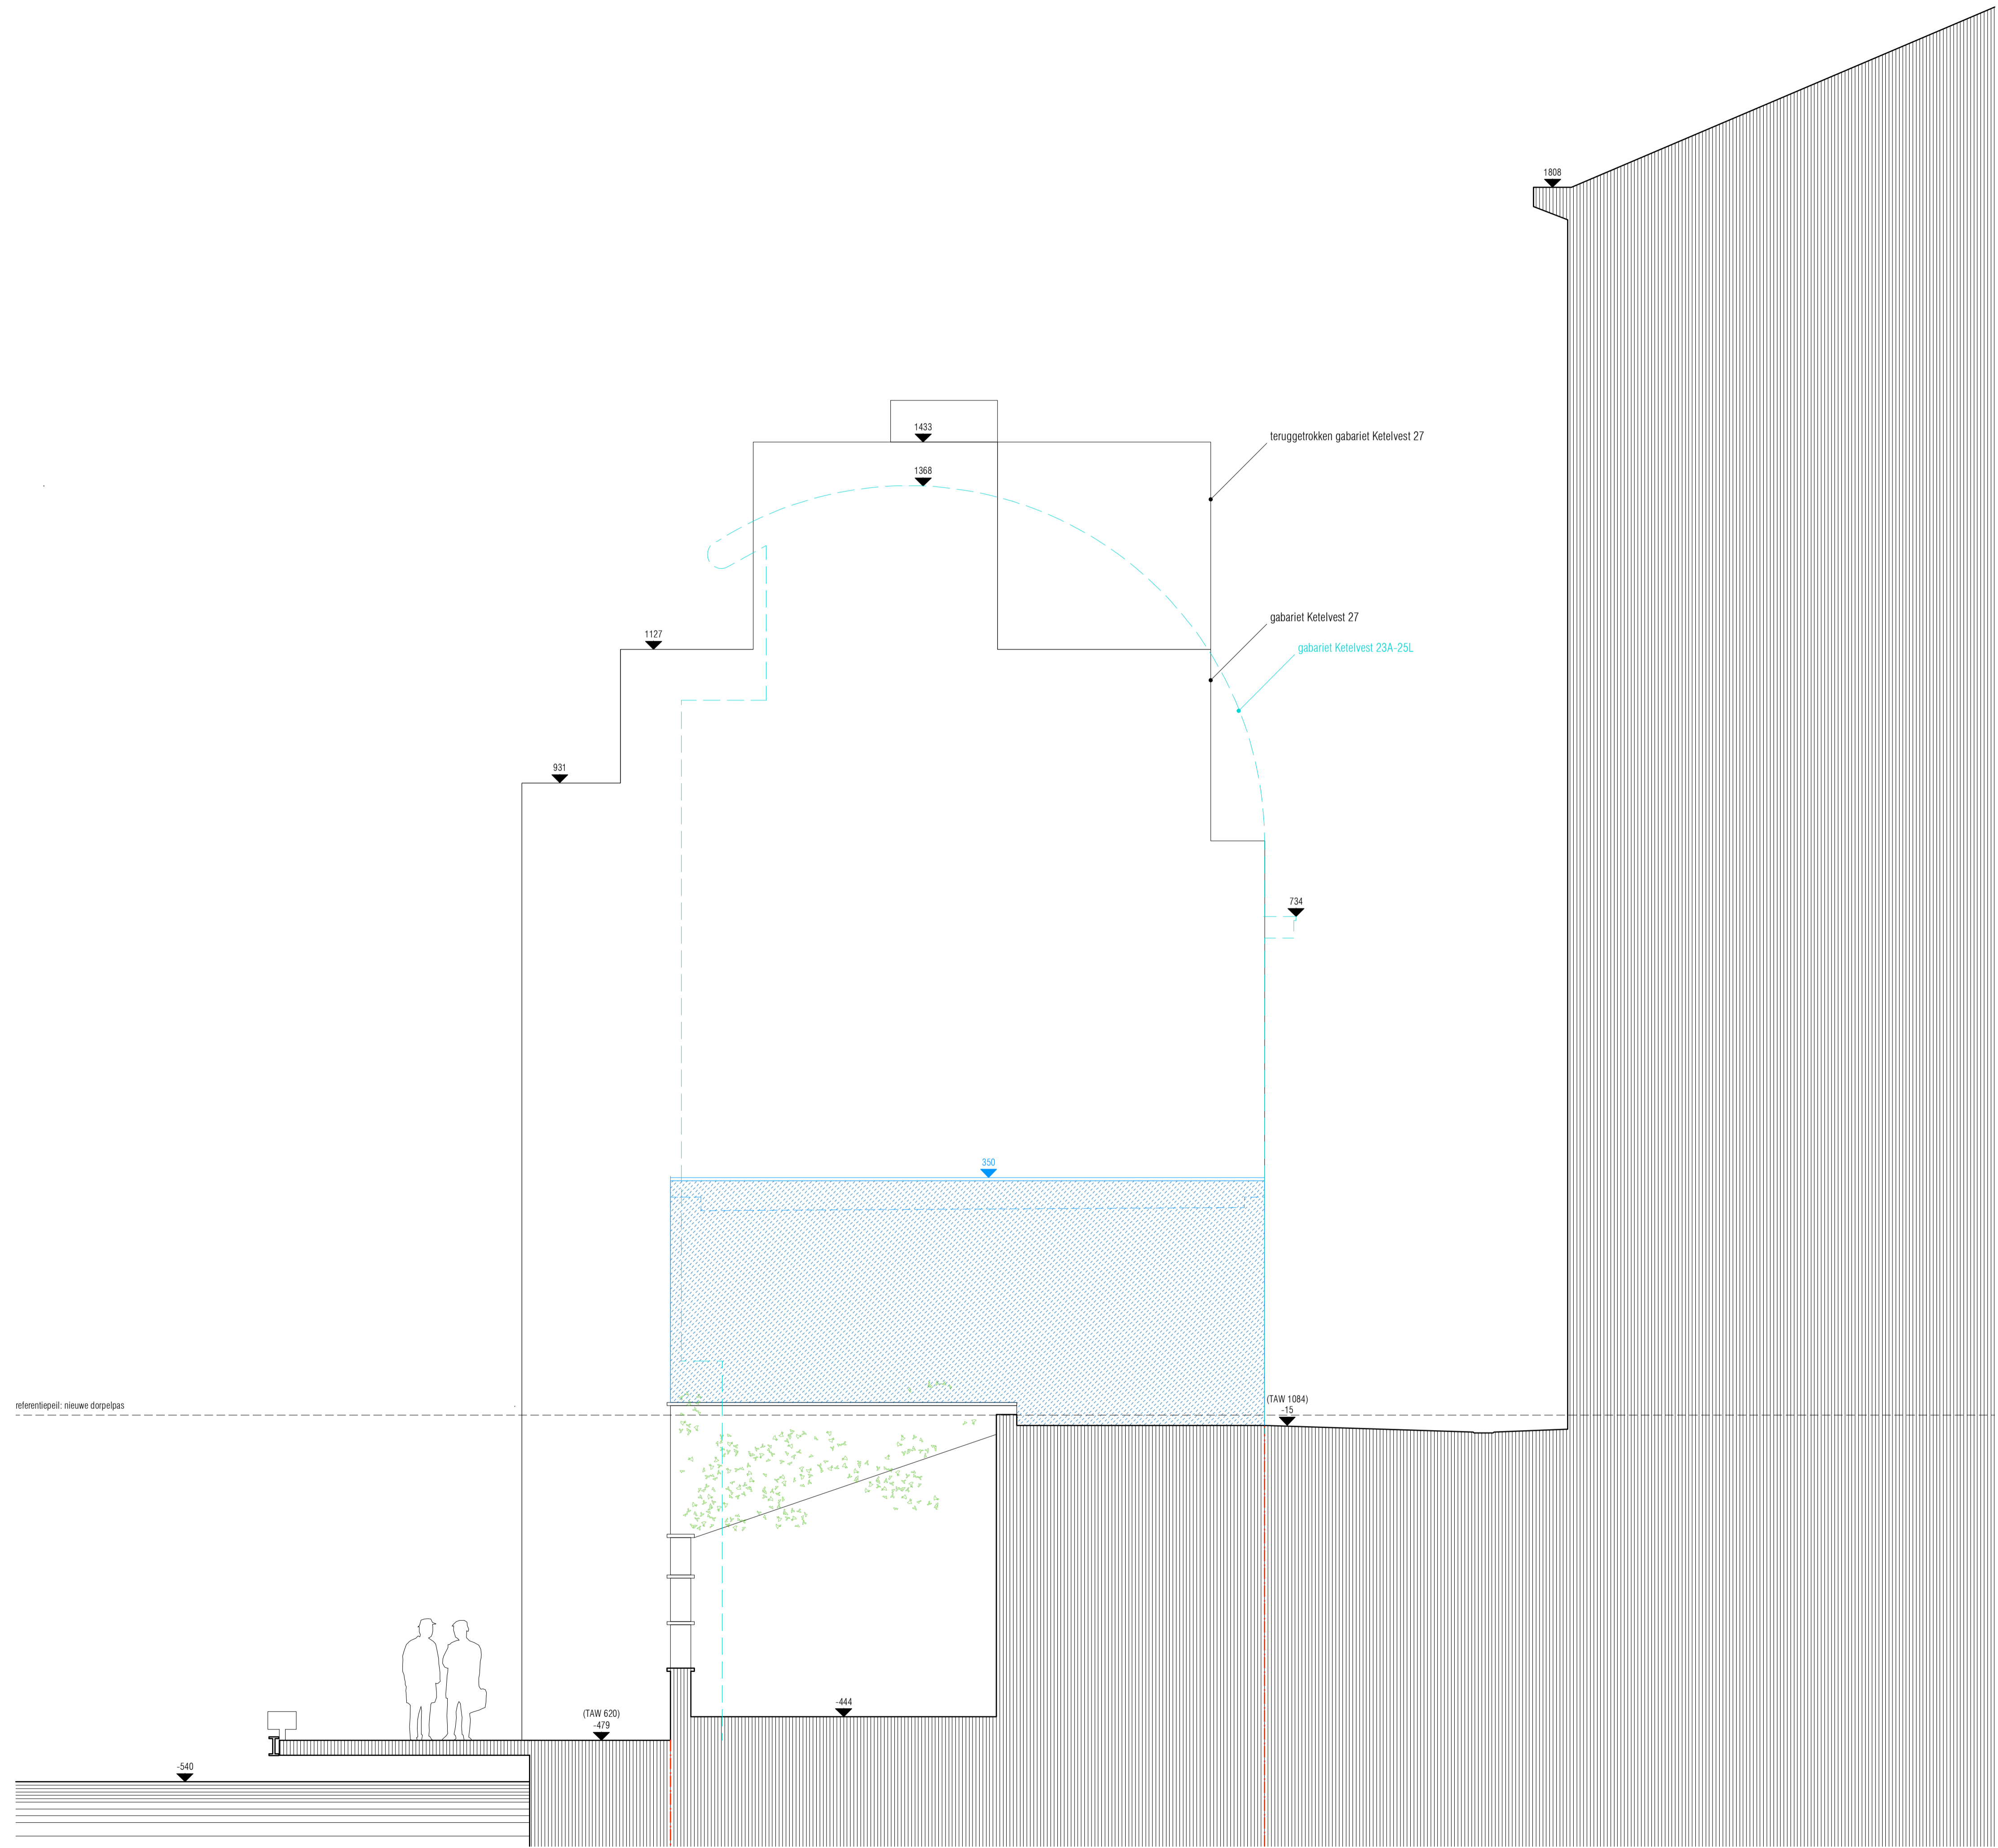 1808
1433
teruggetrokken gabariet Ketelvest 27
1368
gabariet Ketelvest 27
1127
gabariet Ketelvest 23A-25L
931
734
350
(TAW 1084)
referentiepeil: nieuwe dorpelpas
-15
-444
(TAW 620)
-479
-540